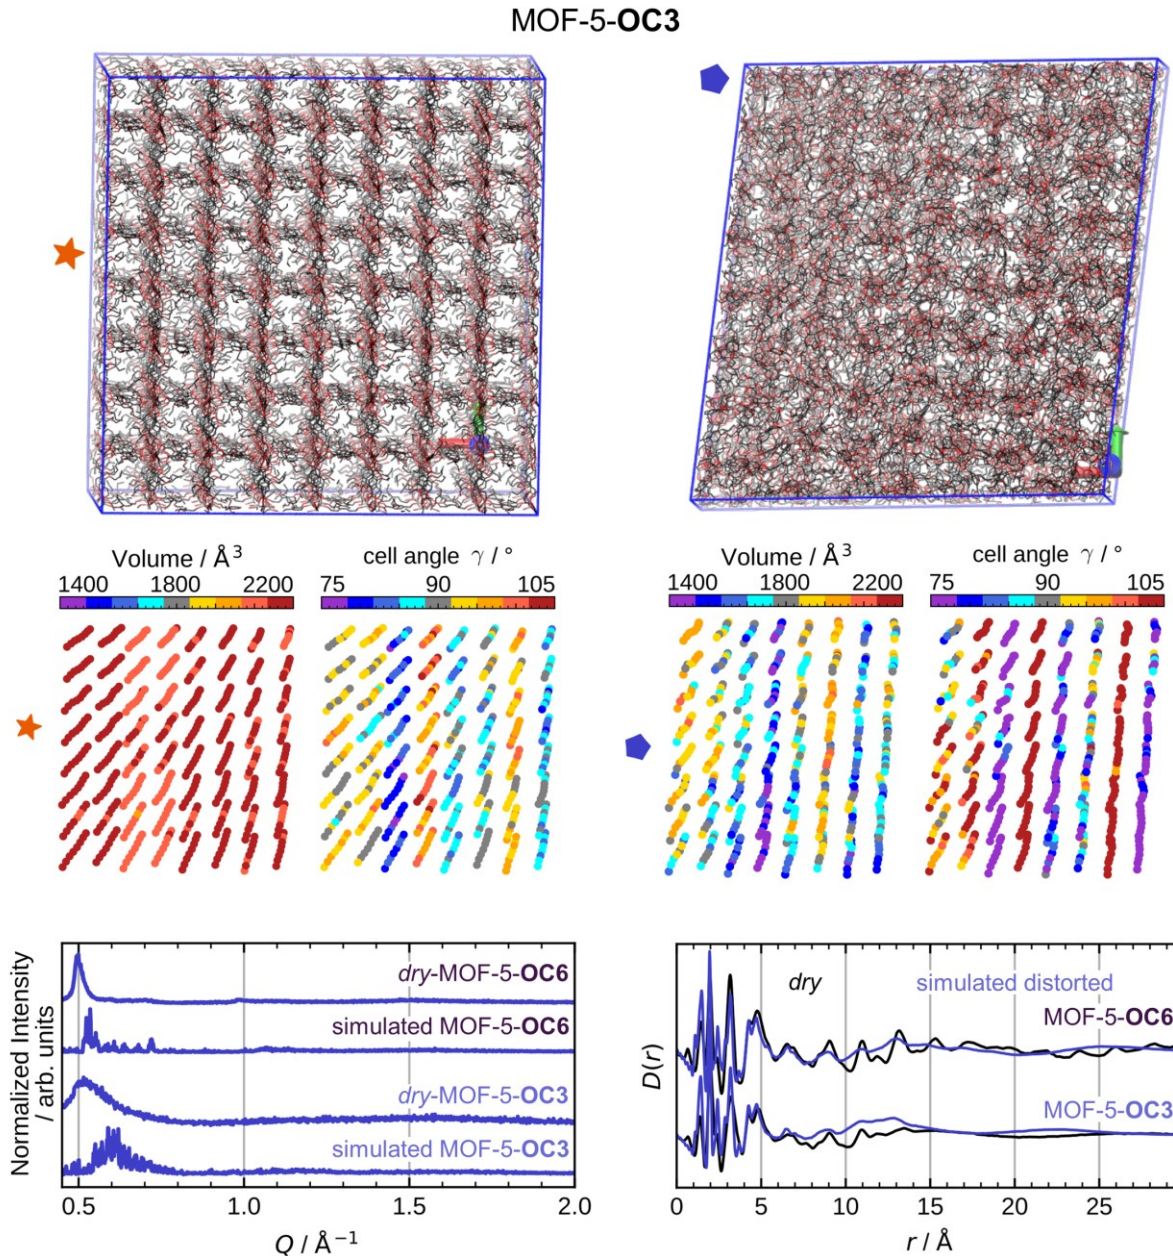 MOF-5-OC3
Volume / Å³ cell angle γ / ° Volume / Å³ cell angle γ / °
1400 1800 2200 75 90 105 1400 1800 2200 75 90 105
Normalized Intensity
/ arb. units
dry-MOF-5-OC6
simulated MOF-5-OC6
dry-MOF-5-OC3
simulated MOF-5-OC3
0.5 1.0 1.5 2.0
Q / Å⁻¹
D(r)
dry simulated distorted
MOF-5-OC6
MOF-5-OC3
0 5 10 15 20 25
r / Å